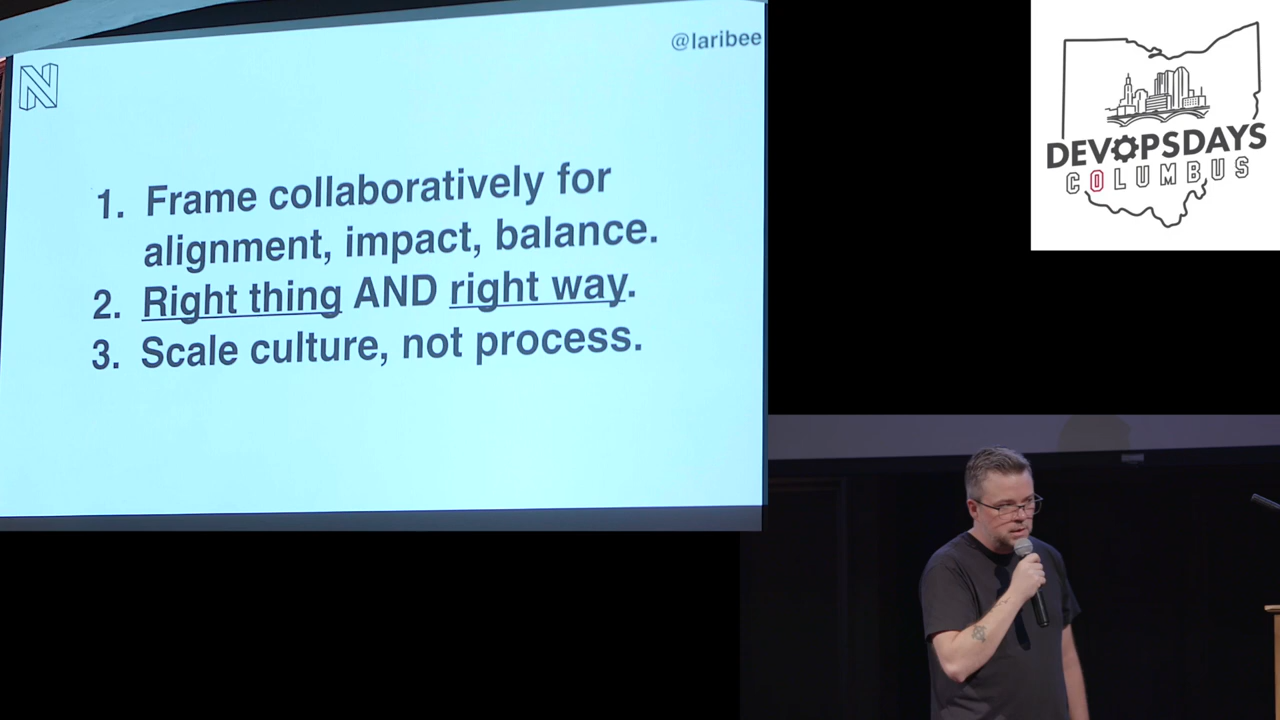 @laribee
N
1. Frame collaboratively for
alignment, impact, balance.
2. Right thing AND right way.
3. Scale culture, not process.
DEVOPSDAYS
COLUMBUS